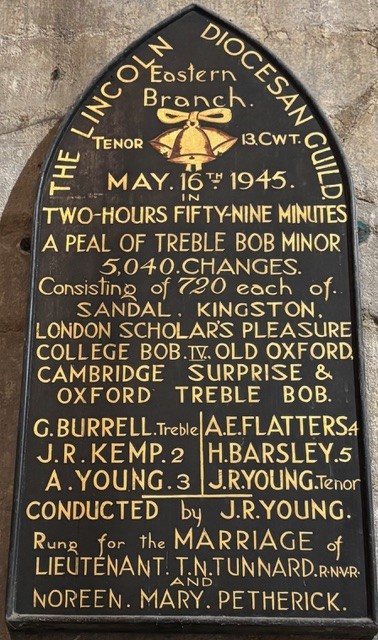 THE LINCOLN DIOCESAN GUILD
Eastern
Branch.
TENOR 13.CWT.
MAY. 16TH 1945.
IN
TWO-HOURS FIFTY-NINE MINUTES
A PEAL OF TREBLE BOB MINOR
5,040.CHANGES.
Consisting of 720 each of.
SANDAL. KINGSTON.
LONDON SCHOLAR'S PLEASURE
COLLEGE BOB.IV. OLD OXFORD.
CAMBRIDGE SURPRISE &
OXFORD TREBLE BOB.
G.BURRELL.Treble A.E.FLATTERS.4
J.R.KEMP.2 H.BARSLEY.5
A.YOUNG.3 J.R.YOUNG.Tenor
CONDUCTED by J.R.YOUNG.
Rung for the MARRIAGE of
LIEUTENANT. T.N.TUNNARD.R.N.V.R.
AND
NOREEN. MARY. PETHERICK.